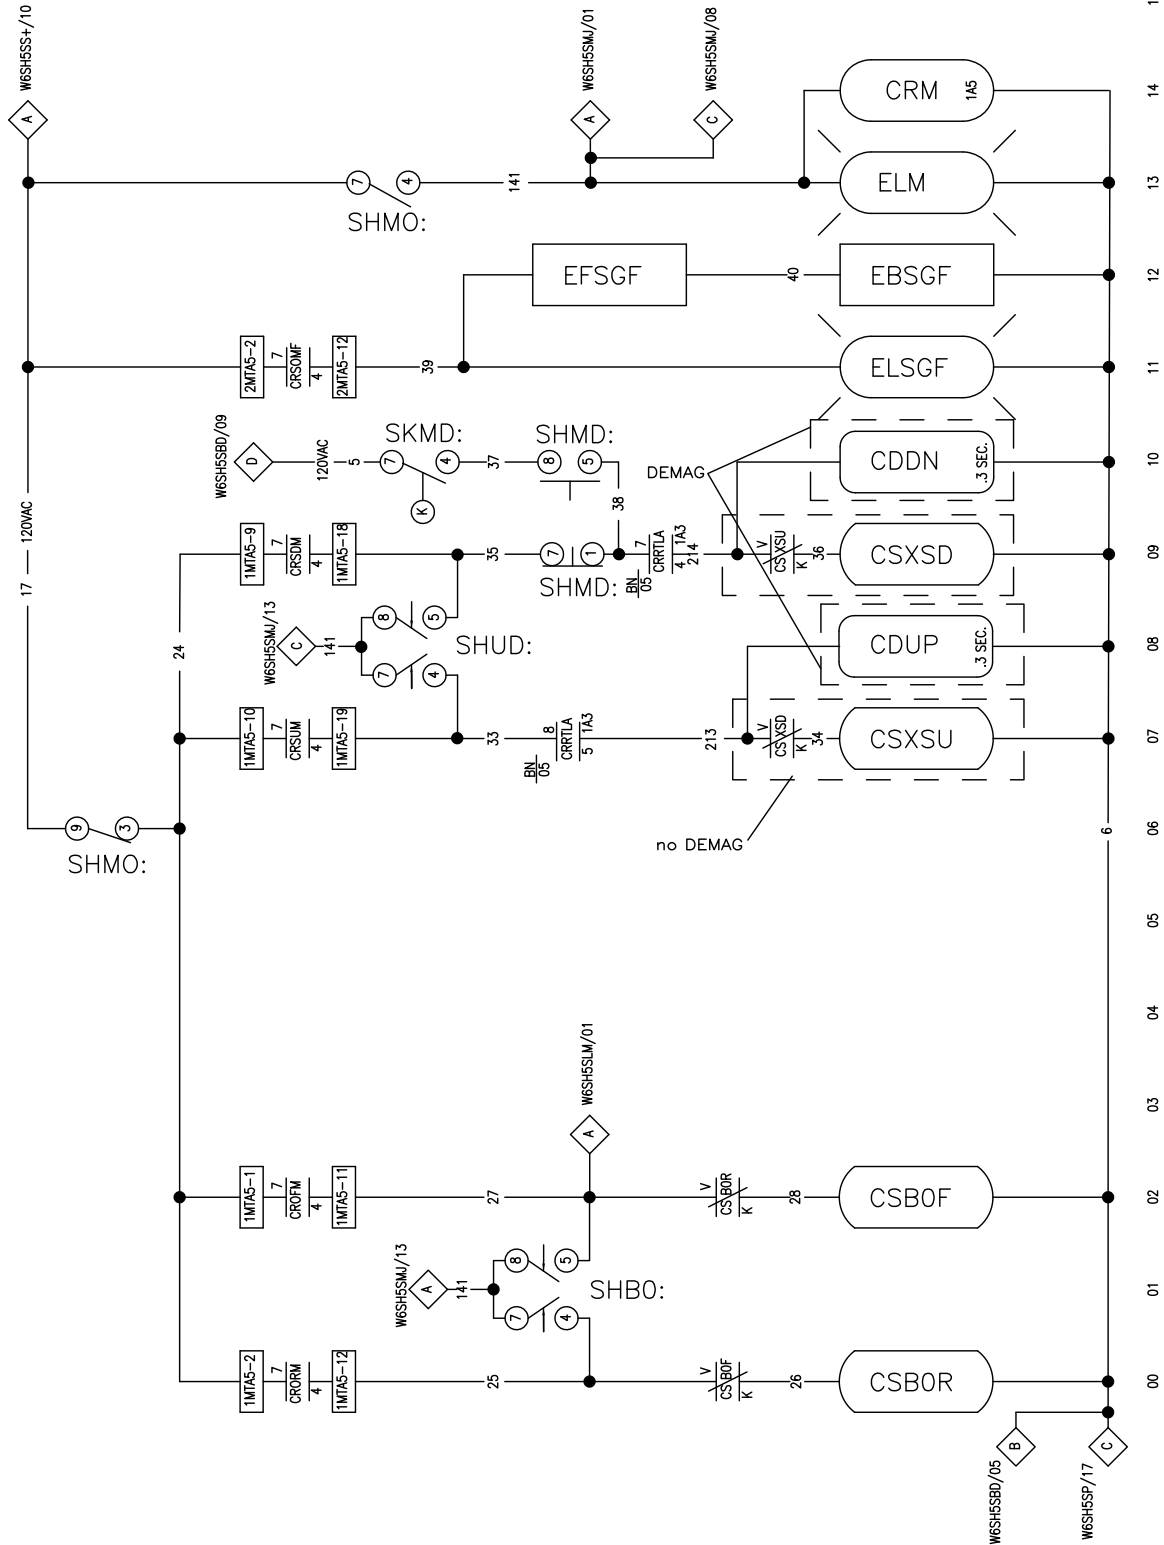 W6SH5SS+/10
A
17
120VAC
SHMO:
9
3
24
1MTA5-2
7
CRORM
4
1MTA5-12
25
W6SH5SMJ/13
A
141
7
4
8
5
SHBO:
V
CSBOF
K
26
CSBOR
00
01
1MTA5-1
7
CROFM
4
1MTA5-11
27
A
W6SH5SLM/01
V
CSBOR
K
28
CSBOF
02
03
04
05
06
6
W6SH5SBD/05
B
W6SH5SP/17
C
1MTA5-10
7
CRSUM
4
1MTA5-19
33
BN
05
8
CRRTLA
5
1A3
213
V
CSXSD
K
34
CSXSU
07
no DEMAG
W6SH5SMJ/13
C
141
7
4
8
5
SHUD:
CDUP
.3 SEC.
08
1MTA5-9
7
CRSDM
4
1MTA5-18
35
7
1
SHMD:
BN
05
7
CRRTLA
4
1A3
214
V
CSXSU
K
36
CSXSD
09
W6SH5SBD/09
D
120VAC
5
SKMD:
7
4
K
37
SHMD:
8
5
38
DEMAG
CDDN
.3 SEC.
10
2MTA5-2
7
CRSOMF
4
2MTA5-12
39
ELSGF
11
EFSGF
40
EBSGF
12
7
4
SHMO:
141
A
W6SH5SMJ/01
C
W6SH5SMJ/08
ELM
13
CRM
1A5
14